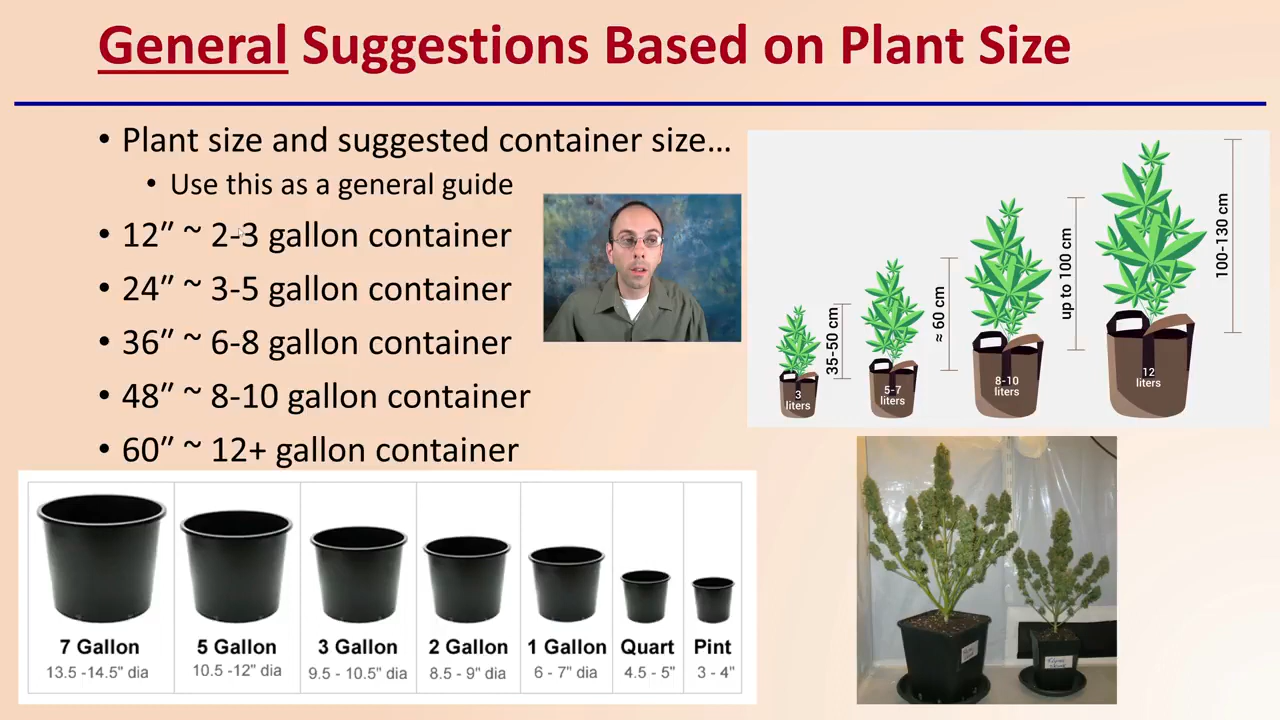 General Suggestions Based on Plant Size
• Plant size and suggested container size…
• Use this as a general guide
• 12″ ~ 2-3 gallon container
• 24″ ~ 3-5 gallon container
• 36″ ~ 6-8 gallon container
• 48″ ~ 8-10 gallon container
• 60″ ~ 12+ gallon container
35-50 cm
≈ 60 cm
up to 100 cm
100-130 cm
3
liters
5-7
liters
8-10
liters
12
liters
7 Gallon
13.5 -14.5" dia
5 Gallon
10.5 -12" dia
3 Gallon
9.5 - 10.5" dia
2 Gallon
8.5 - 9" dia
1 Gallon
6 - 7" dia
Quart
4.5 - 5"
Pint
3 - 4"